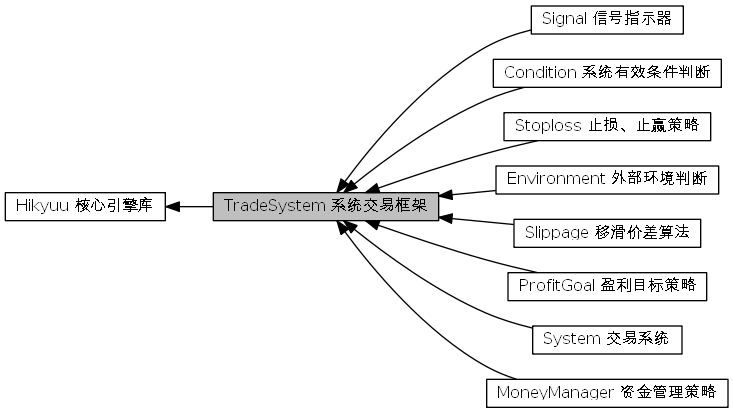 Signal 信号指示器
Condition 系统有效条件判断
Stoploss 止损、止赢策略
Environment 外部环境判断
Hikyuu 核心引擎库
TradeSystem 系统交易框架
Slippage 移滑价差算法
ProfitGoal 盈利目标策略
System 交易系统
MoneyManager 资金管理策略